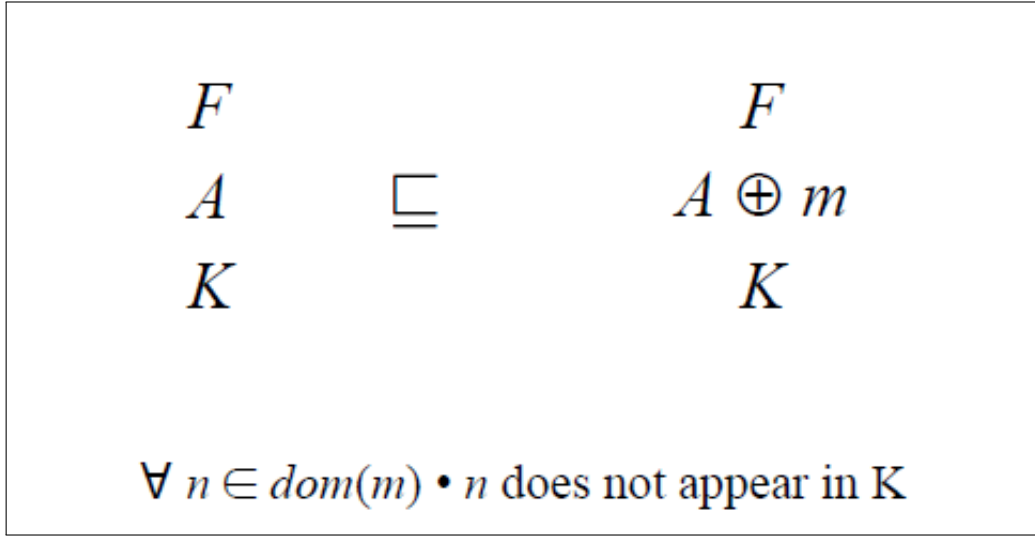 F F
A ⊑ A ⊕ m
K K
∀ n ∈ dom(m) • n does not appear in K